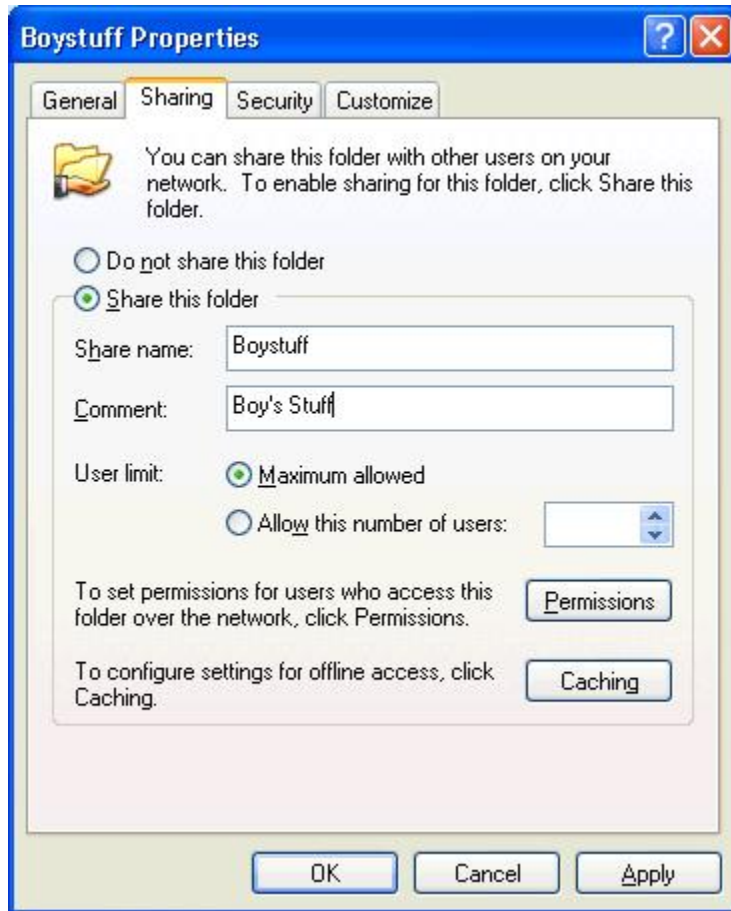 Boystuff Properties
General Sharing Security Customize
You can share this folder with other users on your
network. To enable sharing for this folder, click Share this
folder.
Do not share this folder
Share this folder
Share name: Boystuff
Comment: Boy's Stuff
User limit: Maximum allowed
Allow this number of users:
To set permissions for users who access this
folder over the network, click Permissions.
Permissions
To configure settings for offline access, click
Caching.
Caching
OK Cancel Apply